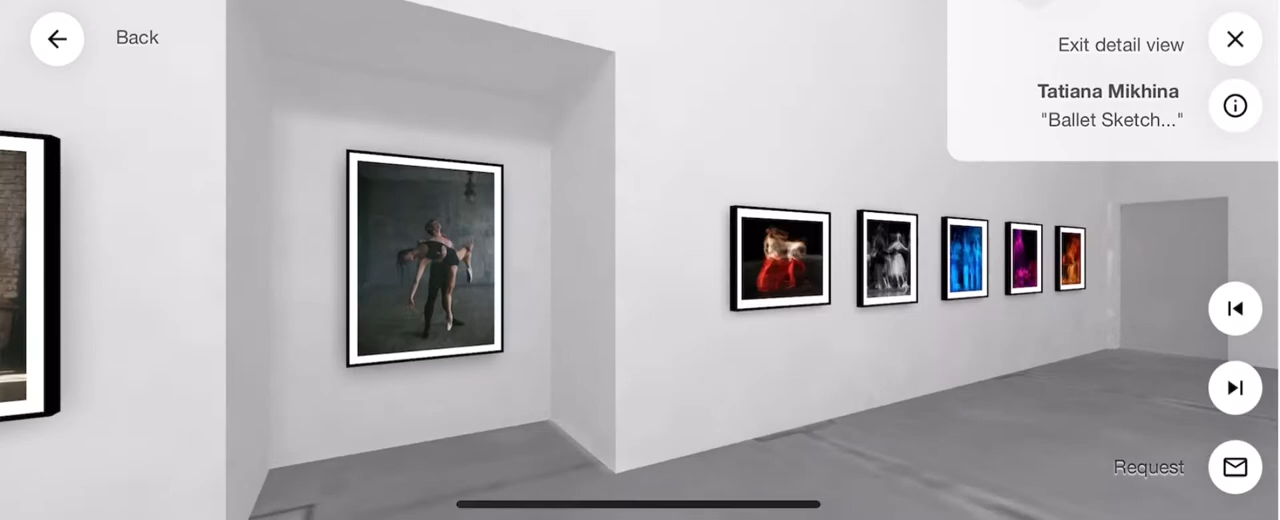 Back
Exit detail view
Tatiana Mikhina
"Ballet Sketch..."
Request